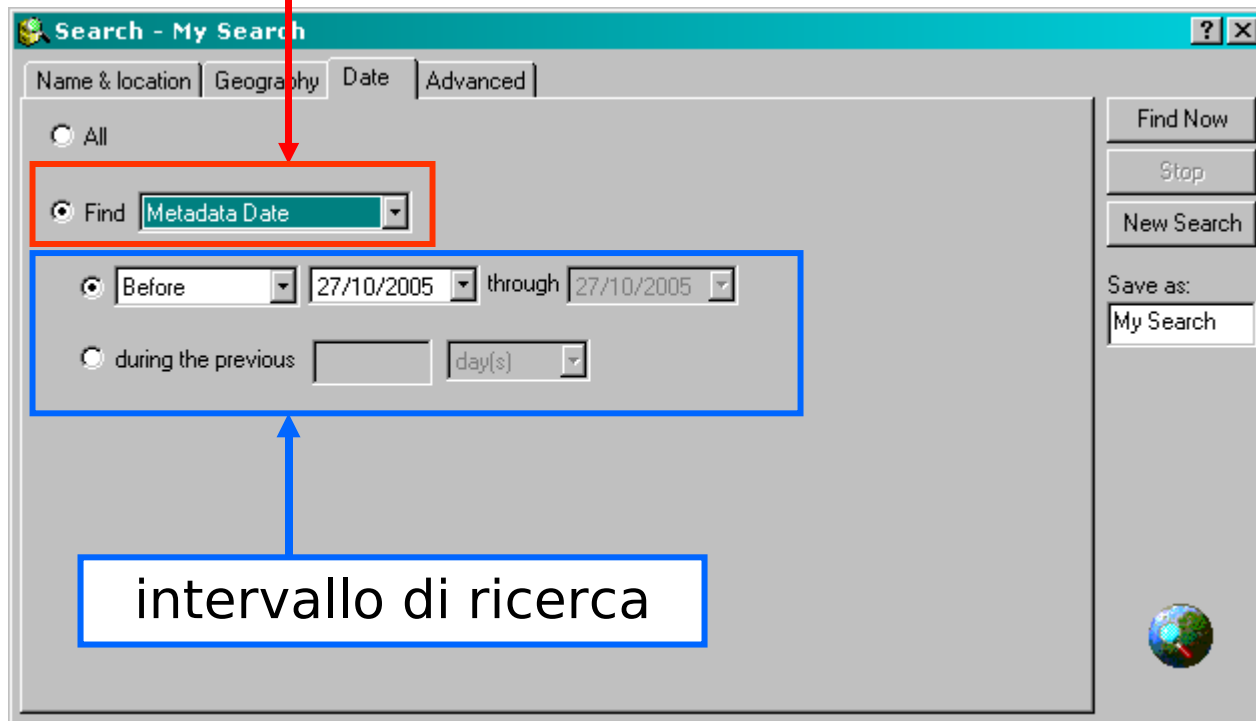 Search - My Search
Name & location Geography Date Advanced
All
Find Metadata Date
Before 27/10/2005 through 27/10/2005
during the previous day(s)
Find Now
Stop
New Search
Save as:
My Search
intervallo di ricerca